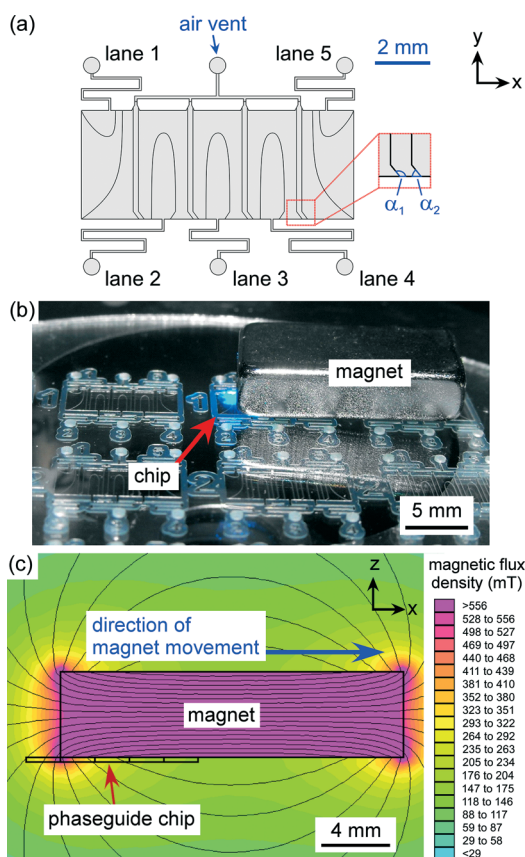 (a)
air vent
lane 1
lane 5
2 mm
y
x
α1
α2
lane 2
lane 3
lane 4
(b)
magnet
chip
5 mm
(c)
z
x
direction of
magnet movement
magnet
phaseguide chip
4 mm
magnetic flux
density (mT)
>556
528 to 556
498 to 527
469 to 497
440 to 468
411 to 439
381 to 410
352 to 380
323 to 351
293 to 322
264 to 292
235 to 263
205 to 234
176 to 204
147 to 175
118 to 146
88 to 117
59 to 87
29 to 58
<29